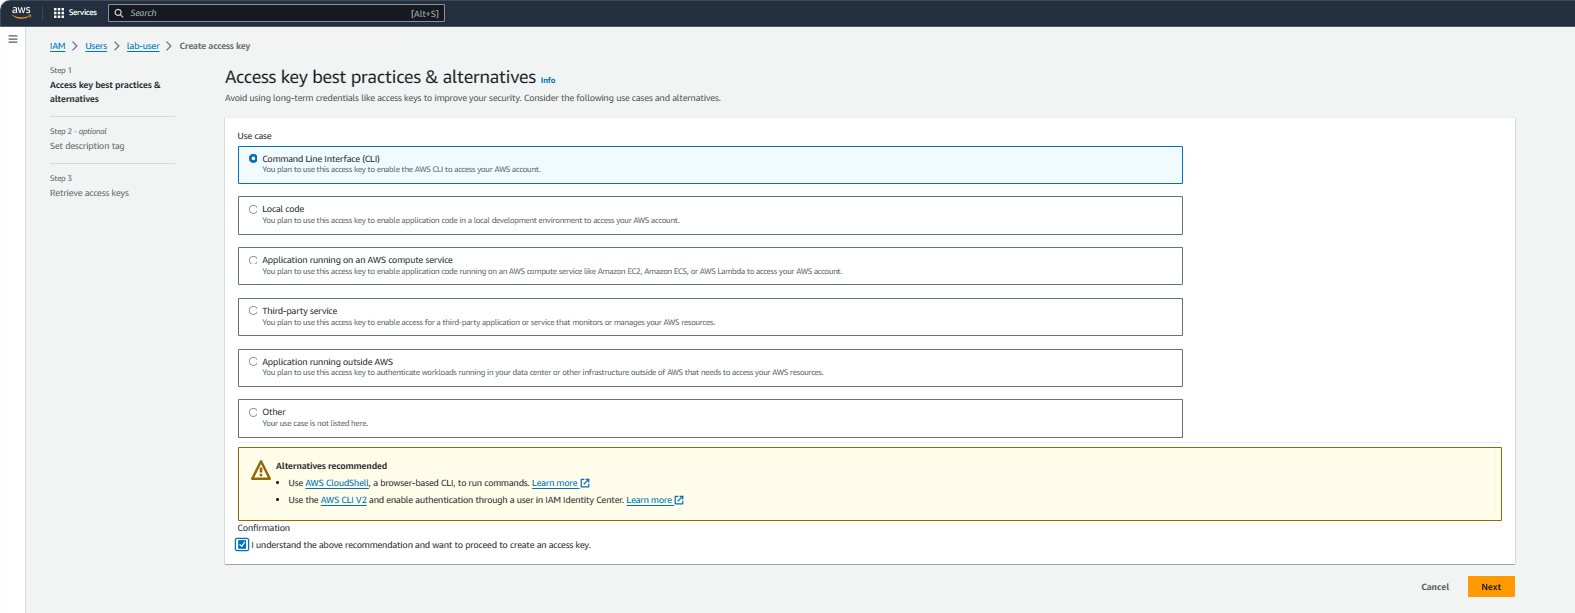 aws
Services
Search
[Alt+S]
IAM > Users > lab-user > Create access key
Step 1
Access key best practices &
alternatives
Step 2 - optional
Set description tag
Step 3
Retrieve access keys
Access key best practices & alternatives Info
Avoid using long-term credentials like access keys to improve your security. Consider the following use cases and alternatives.
Use case
Command Line Interface (CLI)
You plan to use this access key to enable the AWS CLI to access your AWS account.
Local code
You plan to use this access key to enable application code in a local development environment to access your AWS account.
Application running on an AWS compute service
You plan to use this access key to enable application code running on an AWS compute service like Amazon EC2, Amazon ECS, or AWS Lambda to access your AWS account.
Third-party service
You plan to use this access key to enable access for a third-party application or service that monitors or manages your AWS resources.
Application running outside AWS
You plan to use this access key to authenticate workloads running in your data center or other infrastructure outside of AWS that needs to access your AWS resources.
Other
Your use case is not listed here.
Alternatives recommended
• Use AWS CloudShell, a browser-based CLI, to run commands. Learn more
• Use the AWS CLI V2 and enable authentication through a user in IAM Identity Center. Learn more
Confirmation
I understand the above recommendation and want to proceed to create an access key.
Cancel
Next